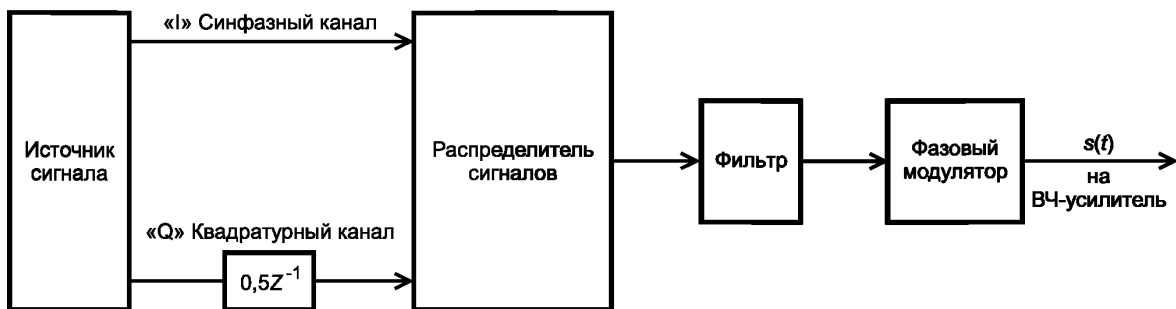 «I» Синфазный канал
Источник
сигнала
Распределитель
сигналов
Фильтр
Фазовый
модулятор
s(t)
на
ВЧ-усилитель
«Q» Квадратурный канал
0,5Z⁻¹